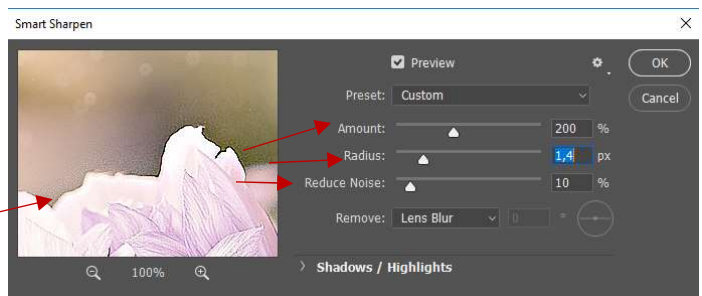 Smart Sharpen
Preview
OK
Preset: Custom
Cancel
Amount: 200 %
Radius: 1,4 px
Reduce Noise: 10 %
Remove: Lens Blur 0 °
Shadows / Highlights
100%